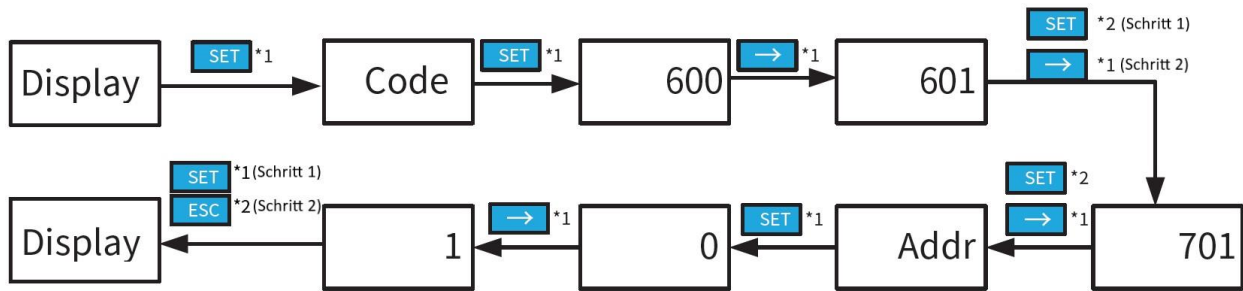 SET *1
SET *1
→ *1
SET *2 (Schritt 1)
→ *1 (Schritt 2)
Display
Code
600
601
SET *1 (Schritt 1)
ESC *2 (Schritt 2)
→ *1
SET *1
SET *2
→ *1
Display
1
0
Addr
701